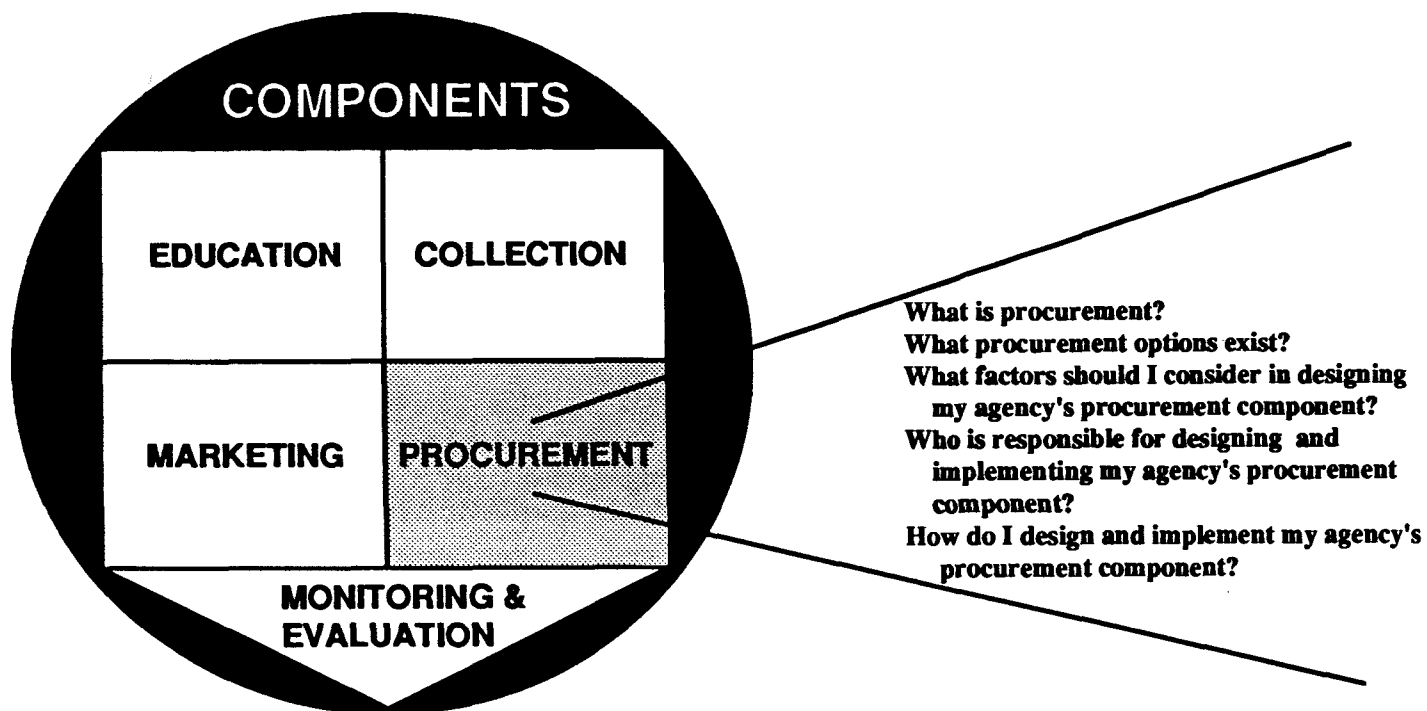 COMPONENTS
EDUCATION
COLLECTION
MARKETING
PROCUREMENT
MONITORING &
EVALUATION
What is procurement?
What procurement options exist?
What factors should I consider in designing
my agency's procurement component?
Who is responsible for designing and
implementing my agency's procurement
component?
How do I design and implement my agency's
procurement component?